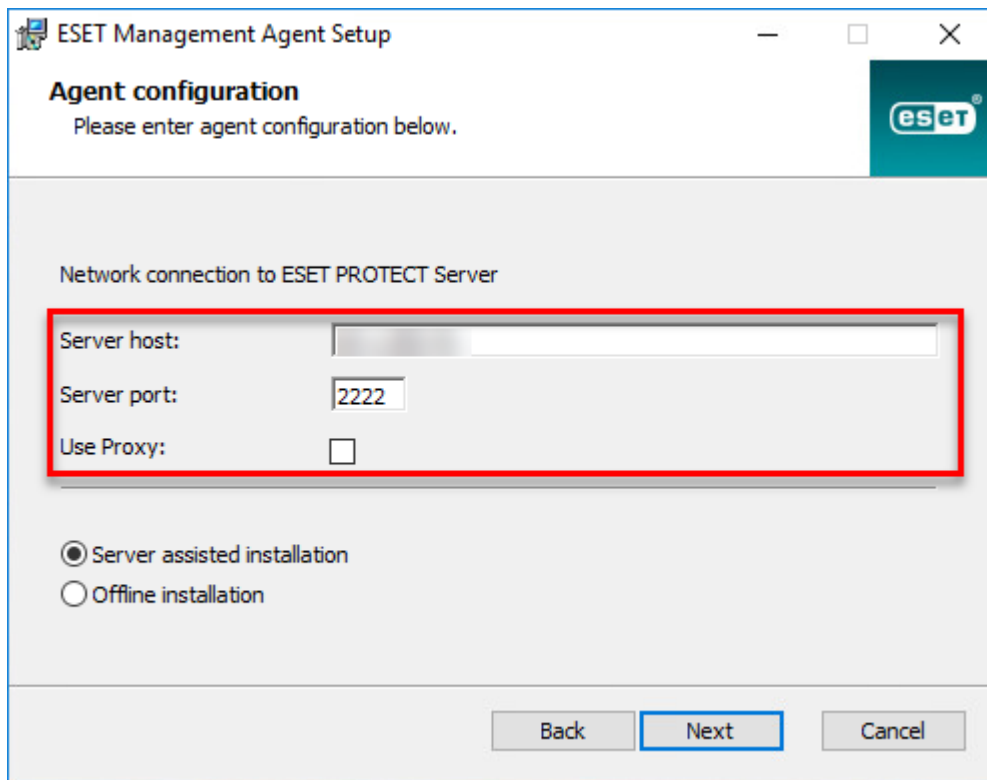 ESET Management Agent Setup
Agent configuration
Please enter agent configuration below.
eseT®
Network connection to ESET PROTECT Server
Server host:
Server port: 2222
Use Proxy:
Server assisted installation
Offline installation
Back Next Cancel